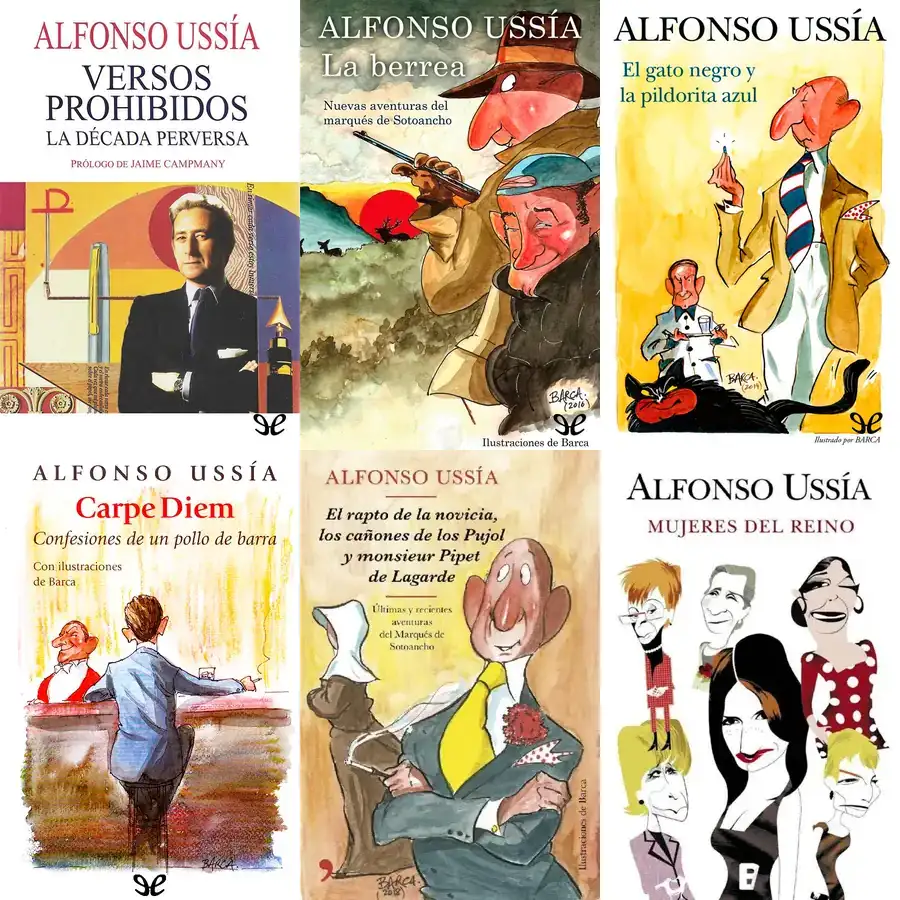 ALFONSO USSÍA
VERSOS
PROHIBIDOS
LA DÉCADA PERVERSA
PRÓLOGO DE JAIME CAMPMANY
ALFONSO USSÍA
La berrea
Nuevas aventuras del
marqués de Sotoancho
BARCA.
(2016)
Ilustraciones de Barca
ALFONSO USSÍA
El gato negro y
la pildorita azul
BARCA
(2014)
Ilustrado por BARCA
ALFONSO USSÍA
Carpe Diem
Confesiones de un pollo de barra
Con ilustraciones
de Barca
BARCA
ALFONSO USSÍA
El rapto de la novicia,
los cañones de los Pujol
y monsieur Pipet
de Lagarde
Últimas y recientes
aventuras
del Marqués de
Sotoancho
Ilustraciones de Barca
BARCA.
ALFONSO USSÍA
MUJERES DEL REINO
B